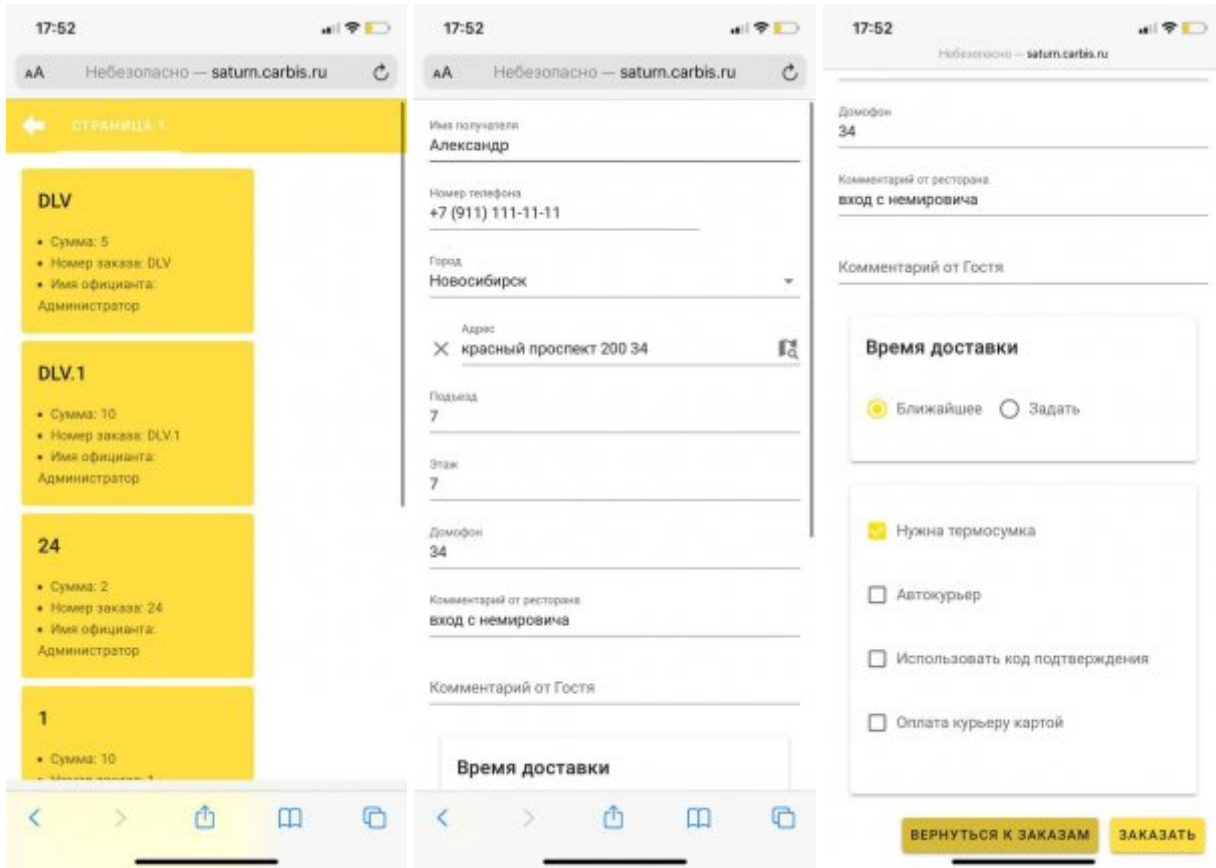 17:52
AA Небезопасно — saturn.carbis.ru
СТРАНИЦА 1
DLV
• Сумма: 5
• Номер заказа: DLV
• Имя официанта:
Администратор
DLV.1
• Сумма: 10
• Номер заказа: DLV.1
• Имя официанта:
Администратор
24
• Сумма: 2
• Номер заказа: 24
• Имя официанта:
Администратор
1
• Сумма: 10
• Номер заказа: 1
17:52
AA Небезопасно — saturn.carbis.ru
Имя получателя
Александр
Номер телефона
+7 (911) 111-11-11
Город
Новосибирск
Адрес
красный проспект 200 34
Подъезд
7
Этаж
7
Домофон
34
Комментарий от ресторана
вход с немировича
Комментарий от Гостя
Время доставки
17:52
Небезопасно — saturn.carbis.ru
Домофон
34
Комментарий от ресторана
вход с немировича
Комментарий от Гостя
Время доставки
Ближайшее Задать
Нужна термосумка
Автокурьер
Использовать код подтверждения
Оплата курьеру картой
ВЕРНУТЬСЯ К ЗАКАЗАМ ЗАКАЗАТЬ